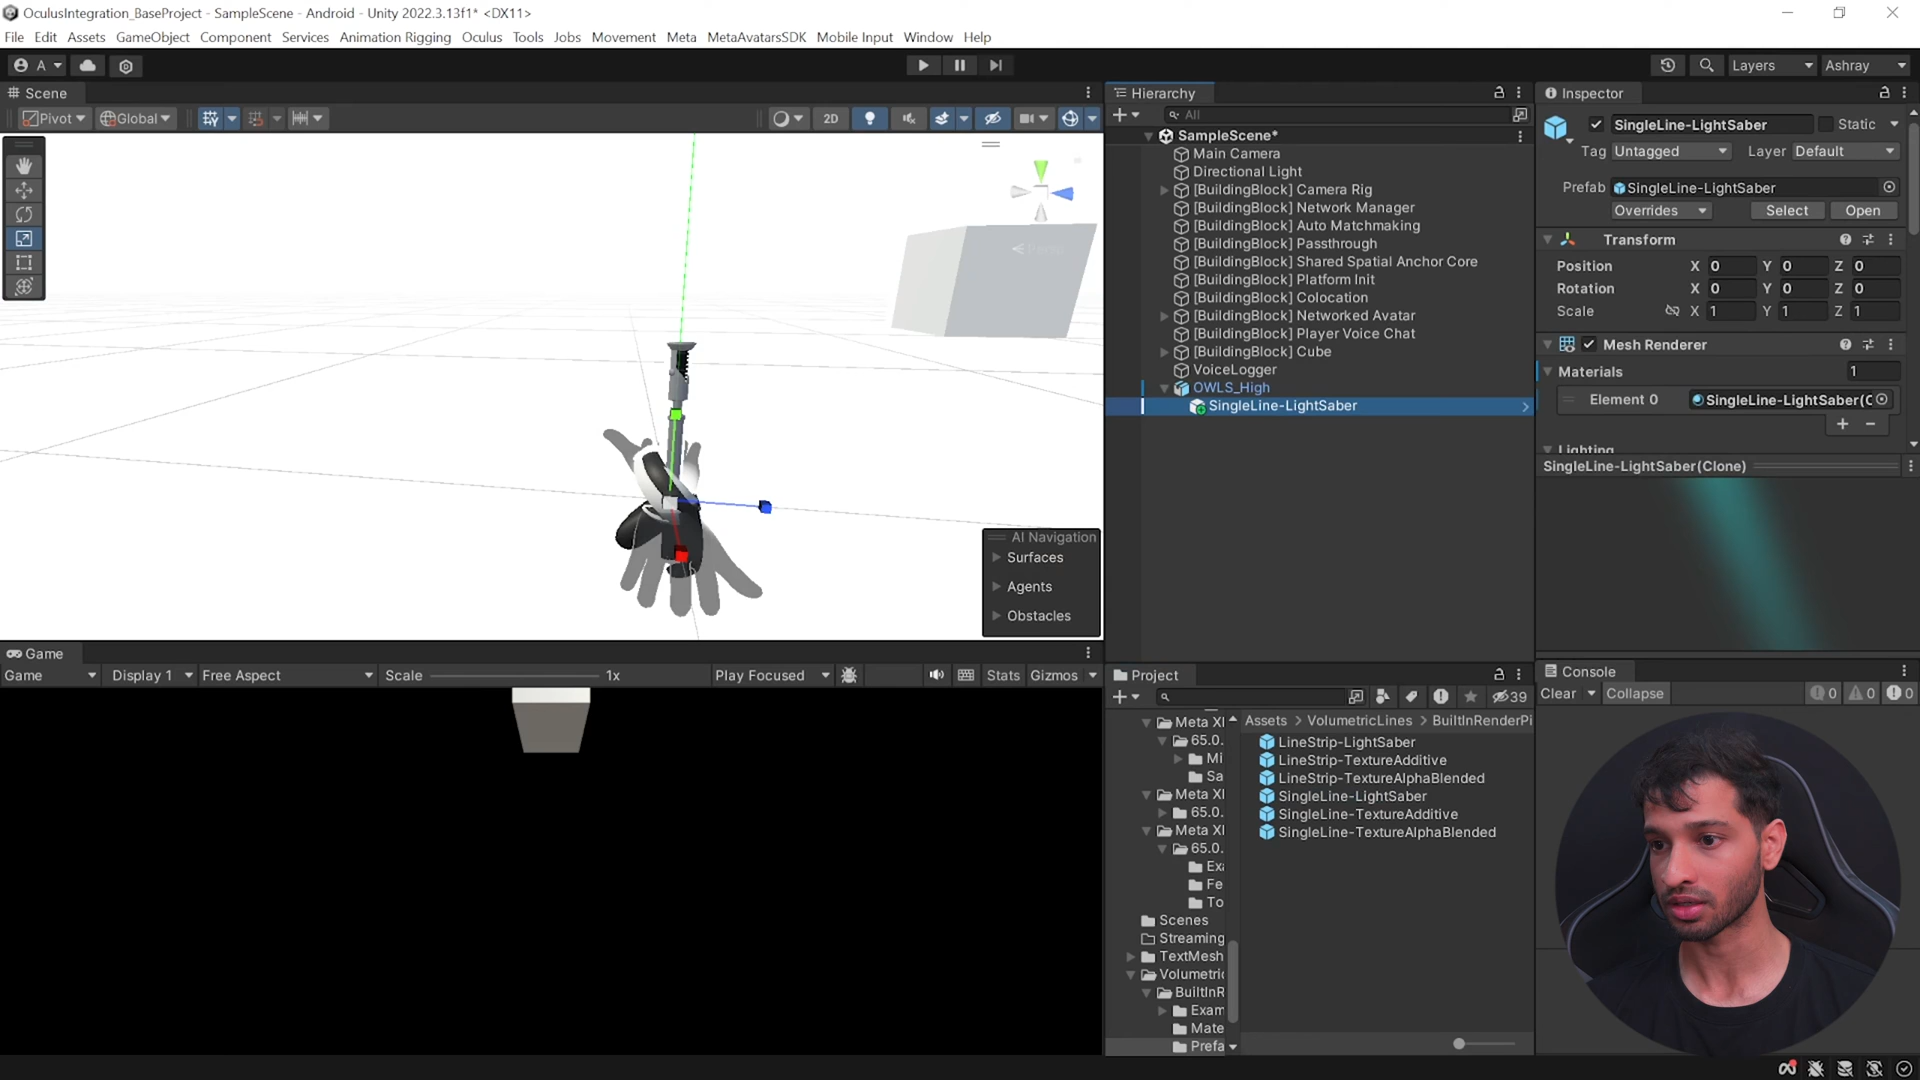 OculusIntegration_BaseProject - SampleScene - Android - Unity 2022.3.13f1* <DX11>
File Edit Assets GameObject Component Services Animation Rigging Oculus Tools Jobs Movement Meta MetaAvatarsSDK Mobile Input Window Help
A
Layers
Ashray
Scene
Pivot
Global
2D
AI Navigation
Surfaces
Agents
Obstacles
Game
Game
Display 1
Free Aspect
Scale
1x
Play Focused
Stats
Gizmos
Hierarchy
All
SampleScene*
Main Camera
Directional Light
[BuildingBlock] Camera Rig
[BuildingBlock] Network Manager
[BuildingBlock] Auto Matchmaking
[BuildingBlock] Passthrough
[BuildingBlock] Shared Spatial Anchor Core
[BuildingBlock] Platform Init
[BuildingBlock] Colocation
[BuildingBlock] Networked Avatar
[BuildingBlock] Player Voice Chat
[BuildingBlock] Cube
VoiceLogger
OWLS_High
SingleLine-LightSaber
Project
39
Meta XI
65.0.
Mi
Sa
Meta XI
65.0.
Meta XI
65.0.
Exa
Fe
To
Scenes
Streaming
TextMesh
Volumetric
BuiltInR
Exam
Mate
Prefa
Assets > VolumetricLines > BuiltInRenderPi
LineStrip-LightSaber
LineStrip-TextureAdditive
LineStrip-TextureAlphaBlended
SingleLine-LightSaber
SingleLine-TextureAdditive
SingleLine-TextureAlphaBlended
Inspector
SingleLine-LightSaber
Static
Tag Untagged Layer Default
Prefab SingleLine-LightSaber
Overrides Select Open
Transform
Position X 0 Y 0 Z 0
Rotation X 0 Y 0 Z 0
Scale X 1 Y 1 Z 1
Mesh Renderer
Materials 1
Element 0 SingleLine-LightSaber(C
Lighting
SingleLine-LightSaber(Clone)
Console
Clear Collapse 0 0 0